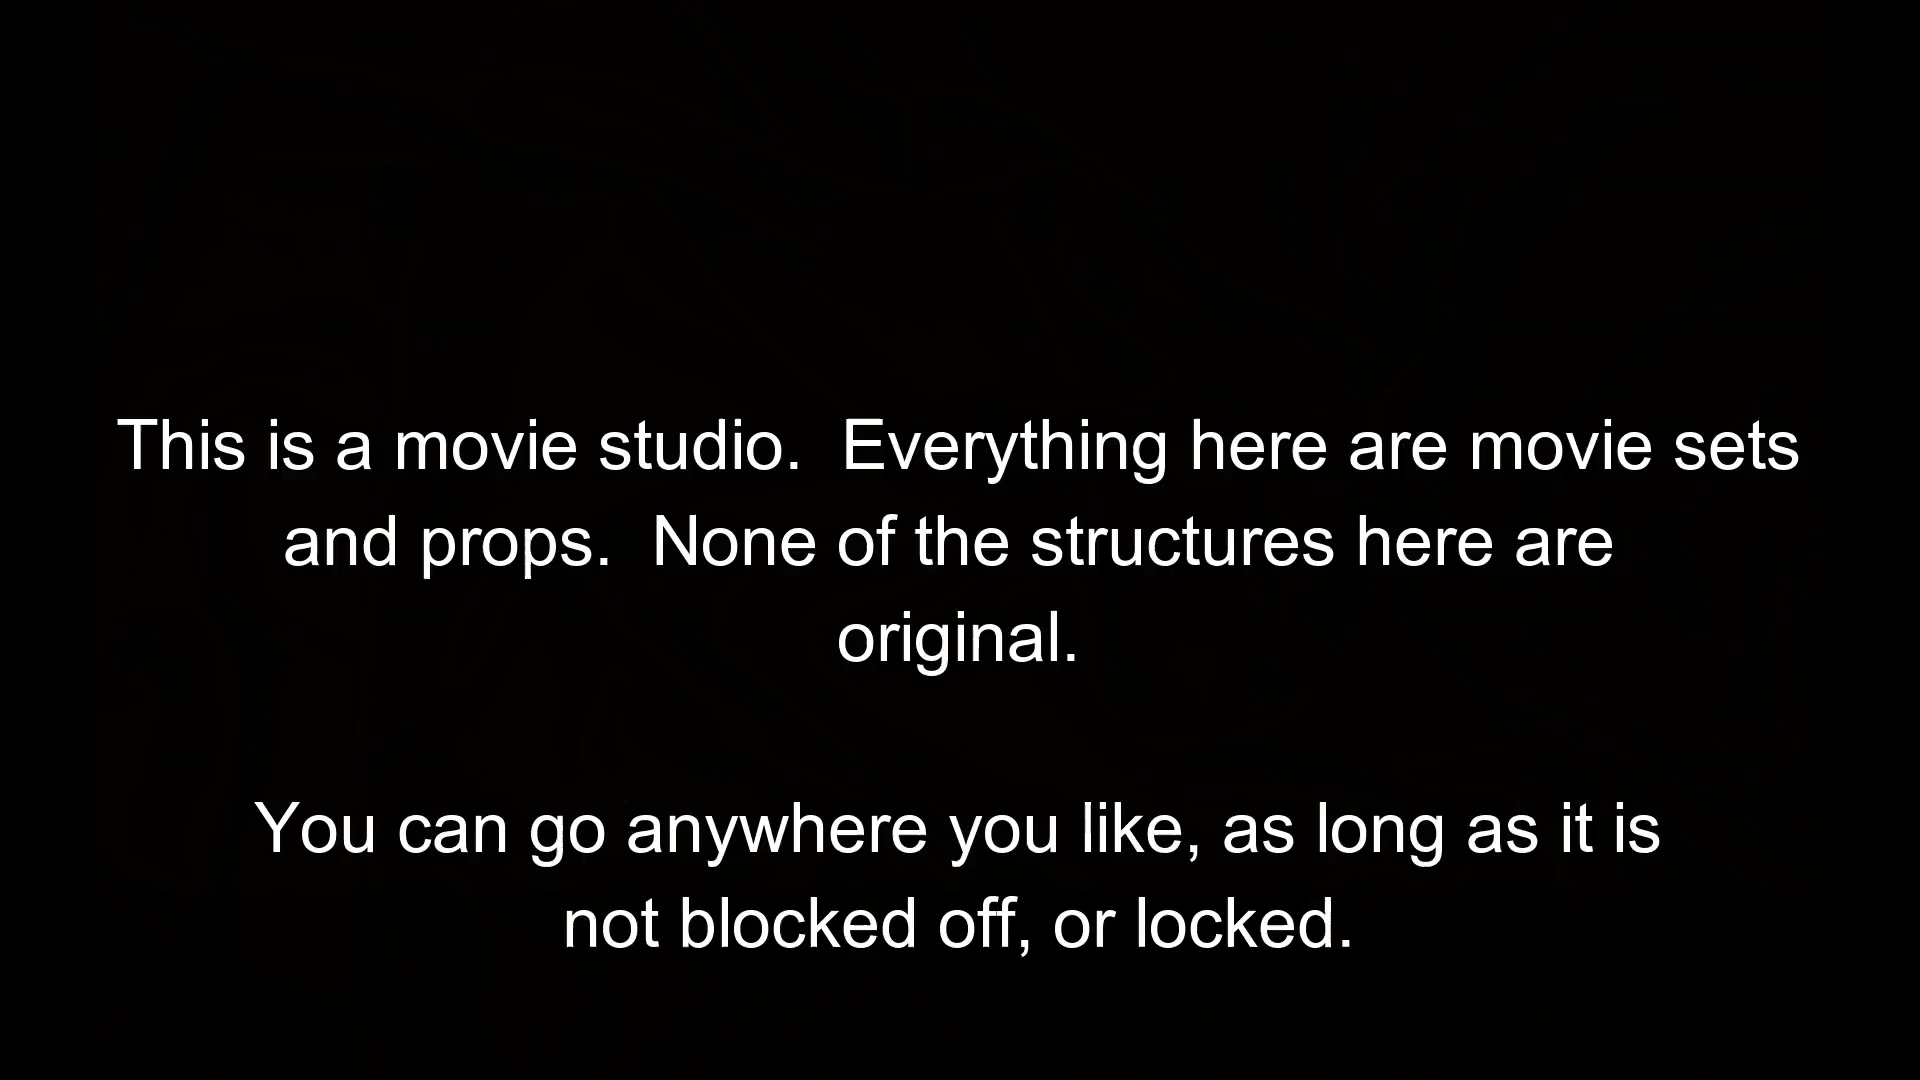 This is a movie studio.  Everything here are movie sets
and props.  None of the structures here are
original.
You can go anywhere you like, as long as it is
not blocked off, or locked.